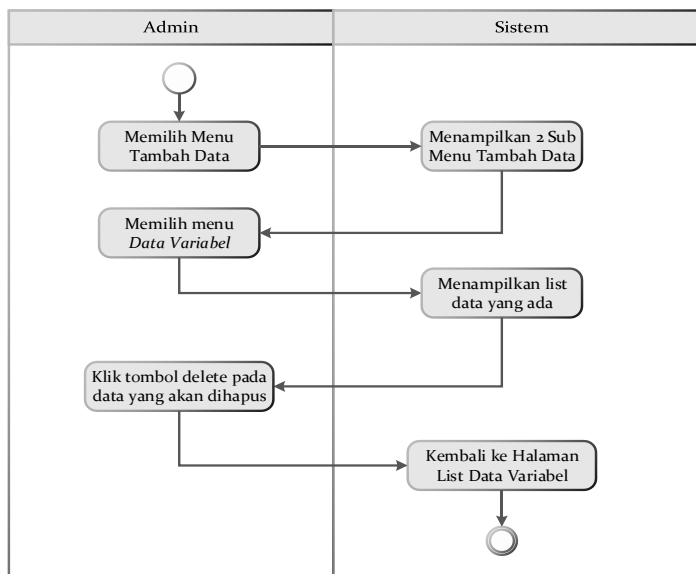 Admin
Sistem
Memilih Menu
Tambah Data
Menampilkan 2 Sub
Menu Tambah Data
Memilih menu
Data Variabel
Menampilkan list
data yang ada
Klik tombol delete pada
data yang akan dihapus
Kembali ke Halaman
List Data Variabel